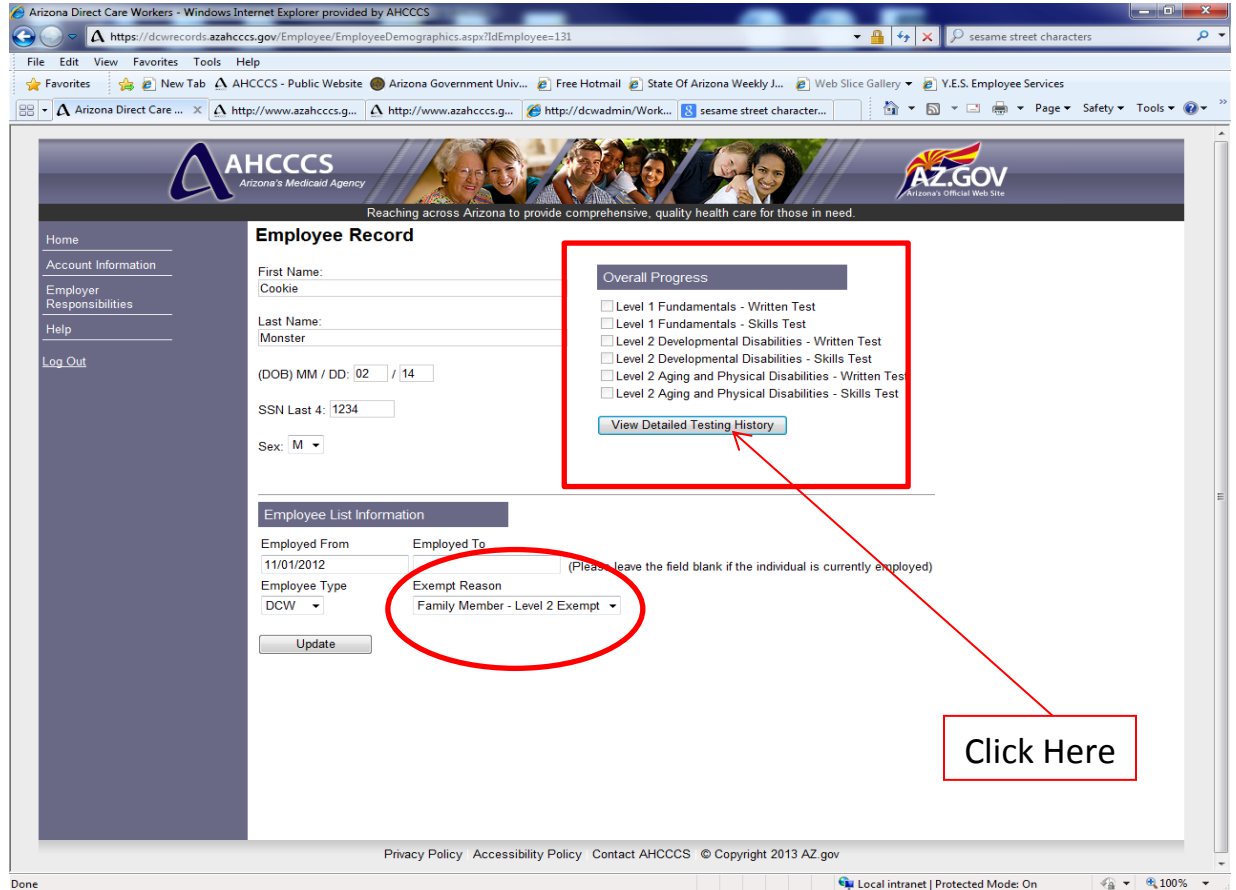 Arizona Direct Care Workers - Windows Internet Explorer provided by AHCCCS
https://dcwrecords.azahcccs.gov/Employee/EmployeeDemographics.aspx?IdEmployee=131
sesame street characters
File Edit View Favorites Tools Help
Favorites New Tab AHCCCS - Public Website Arizona Government Univ... Free Hotmail State Of Arizona Weekly J... Web Slice Gallery Y.E.S. Employee Services
Arizona Direct Care ... X http://www.azahcccs.g... http://www.azahcccs.g... http://dcwadmin/Work... sesame street character... Page Safety Tools
AHCCCS
Arizona's Medicaid Agency
AZ.GOV
Arizona's Official Web Site
Reaching across Arizona to provide comprehensive, quality health care for those in need.
Home
Account Information
Employer
Responsibilities
Help
Log Out
Employee Record
First Name:
Cookie
Last Name:
Monster
(DOB) MM / DD: 02 / 14
SSN Last 4: 1234
Sex: M
Overall Progress
Level 1 Fundamentals - Written Test
Level 1 Fundamentals - Skills Test
Level 2 Developmental Disabilities - Written Test
Level 2 Developmental Disabilities - Skills Test
Level 2 Aging and Physical Disabilities - Written Test
Level 2 Aging and Physical Disabilities - Skills Test
View Detailed Testing History
Employee List Information
Employed From Employed To
11/01/2012 (Please leave the field blank if the individual is currently employed)
Employee Type Exempt Reason
DCW Family Member - Level 2 Exempt
Update
Click Here
Privacy Policy Accessibility Policy Contact AHCCCS © Copyright 2013 AZ.gov
Done Local intranet | Protected Mode: On 100%